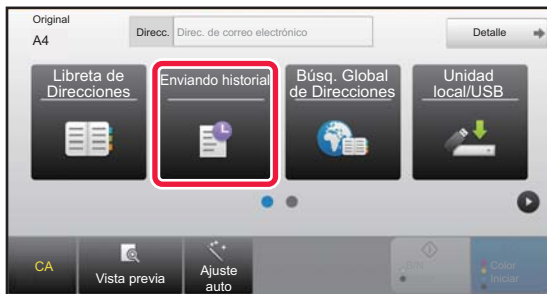 Original
A4
Direcc.
Direc. de correo electrónico
Detalle
Libreta de
Direcciones
Enviando historial
Búsq. Global
de Direcciones
Unidad
local/USB
CA
Vista previa
Ajuste
auto
B/N
Iniciar
Color
Iniciar